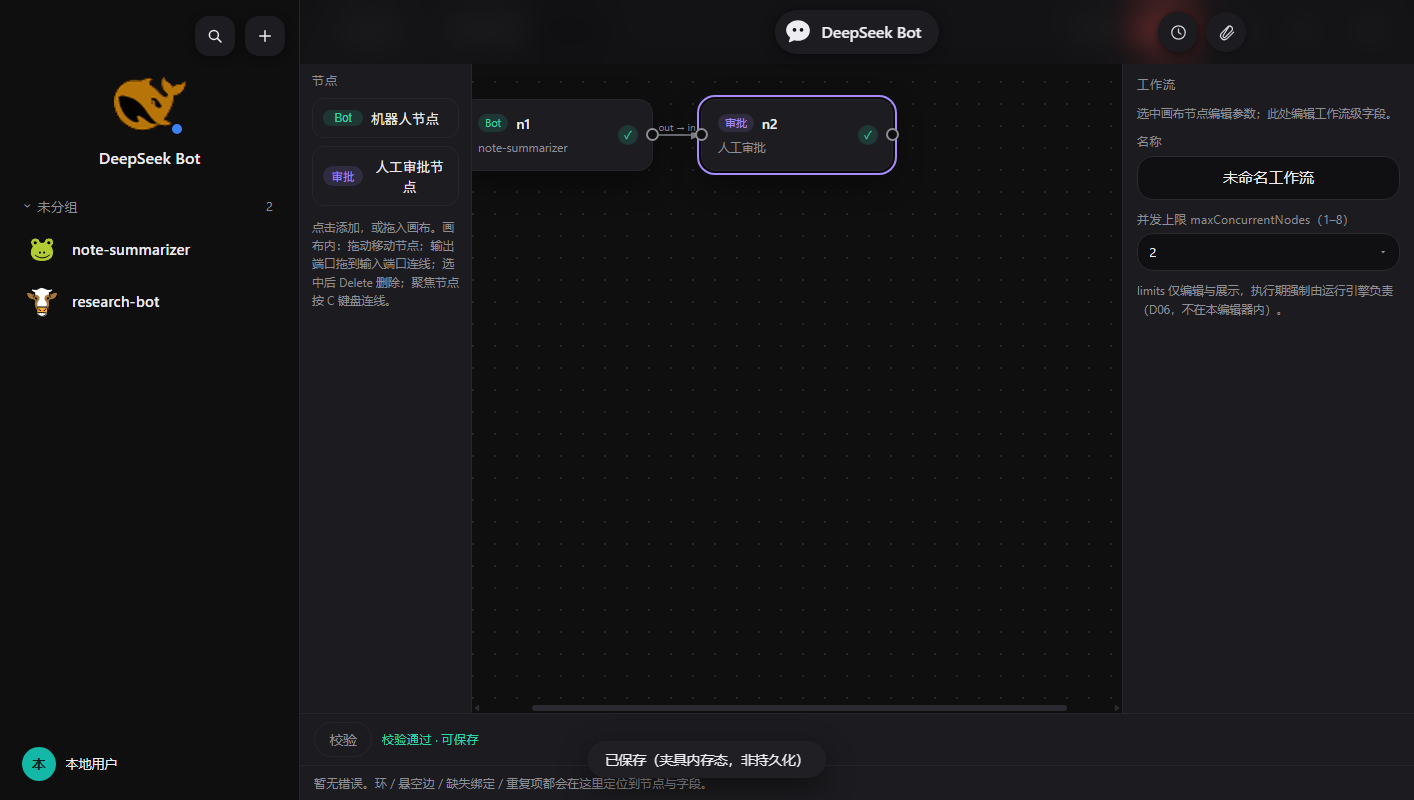 DeepSeek Bot
DeepSeek Bot
未分组
2
note-summarizer
research-bot
本
本地用户
节点
Bot
机器人节点
审批
人工审批节
点
点击添加，或拖入画布。画
布内：拖动移动节点；输出
端口拖到输入端口连线；选
中后 Delete 删除；聚焦节点
按 C 键盘连线。
Bot
n1
note-summarizer
out → in
审批
n2
人工审批
工作流
选中画布节点编辑参数；此处编辑工作流级字段。
名称
未命名工作流
并发上限 maxConcurrentNodes（1–8）
2
limits 仅编辑与展示，执行期强制由运行引擎负责
（D06，不在本编辑器内）。
校验
校验通过 · 可保存
已保存（夹具内存态，非持久化）
暂无错误。环 / 悬空边 / 缺失绑定 / 重复项都会在这里定位到节点与字段。